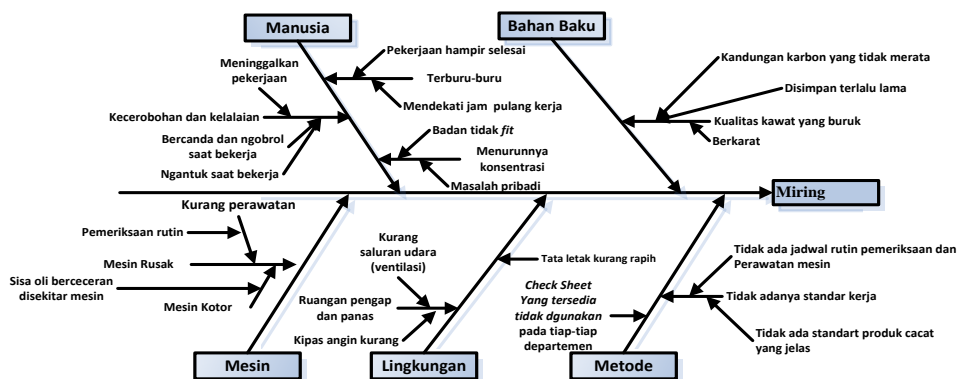 Manusia
Bahan Baku
Pekerjaan hampir selesai
Meninggalkan
pekerjaan
Terburu-buru
Mendekati jam pulang kerja
Kecerobohan dan kelalaian
Bercanda dan ngobrol
saat bekerja
Ngantuk saat bekerja
Badan tidak fit
Menurunnya
konsentrasi
Masalah pribadi
Kandungan karbon yang tidak merata
Disimpan terlalu lama
Kualitas kawat yang buruk
Berkarat
Miring
Kurang perawatan
Pemeriksaan rutin
Mesin Rusak
Sisa oli berceceran
disekitar mesin
Mesin Kotor
Kurang
saluran udara
(ventilasi)
Tata letak kurang rapih
Ruangan pengap
dan panas
Kipas angin kurang
Check Sheet
Yang tersedia
tidak dgunakan
pada tiap-tiap
departemen
Tidak ada jadwal rutin pemeriksaan dan
Perawatan mesin
Tidak adanya standar kerja
Tidak ada standart produk cacat
yang jelas
Mesin
Lingkungan
Metode